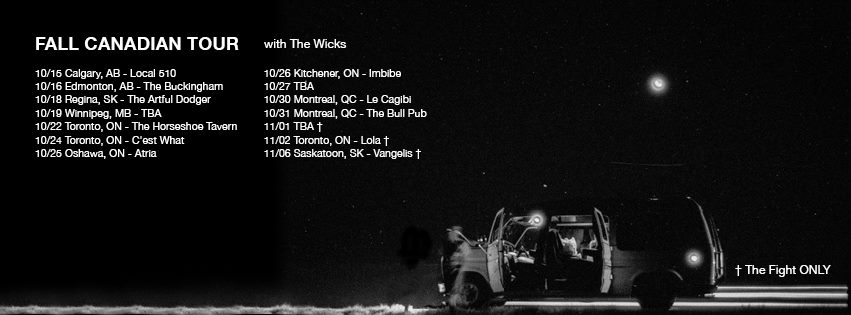 FALL CANADIAN TOUR with The Wicks
10/15 Calgary, AB - Local 510
10/16 Edmonton, AB - The Buckingham
10/18 Regina, SK - The Artful Dodger
10/19 Winnipeg, MB - TBA
10/22 Toronto, ON - The Horseshoe Tavern
10/24 Toronto, ON - C'est What
10/25 Oshawa, ON - Atria
10/26 Kitchener, ON - Imbibe
10/27 TBA
10/30 Montreal, QC - Le Cagibi
10/31 Montreal, QC - The Bull Pub
11/01 TBA †
11/02 Toronto, ON - Lola †
11/06 Saskatoon, SK - Vangelis †
† The Fight ONLY